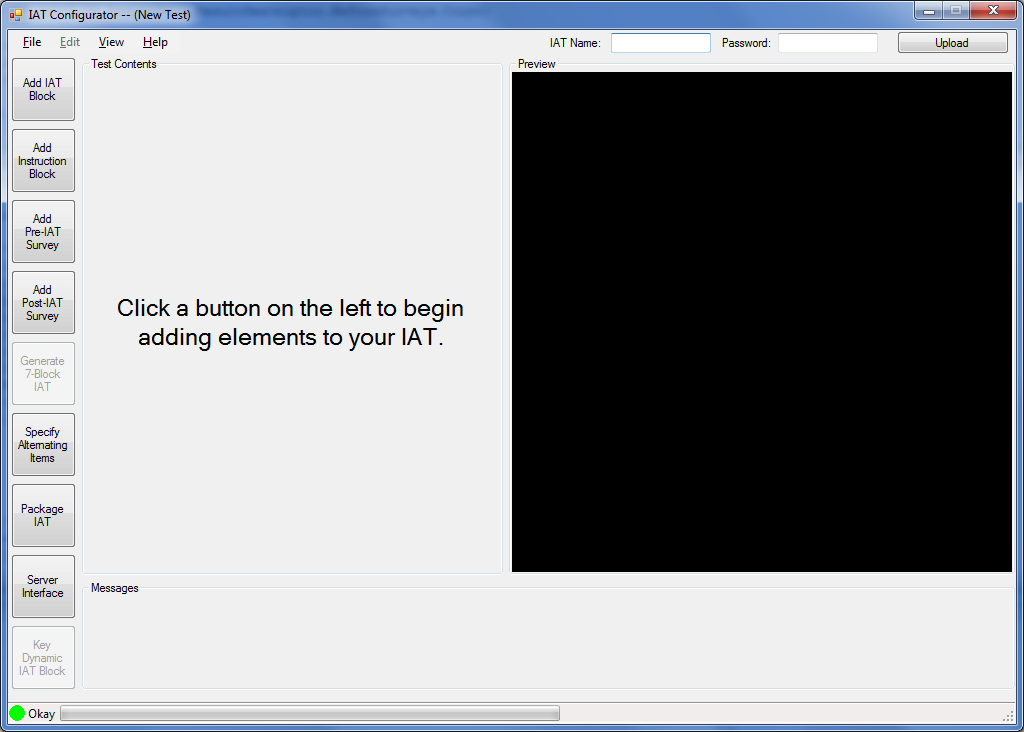 IAT Configurator -- (New Test)
File Edit View Help IAT Name: Password: Upload
Test Contents
Preview
Add IAT
Block
Add
Instruction
Block
Add
Pre-IAT
Survey
Add
Post-IAT
Survey
Generate
7-Block
IAT
Specify
Alternating
Items
Package
IAT
Server
Interface
Key
Dynamic
IAT Block
Click a button on the left to begin
adding elements to your IAT.
Messages
Okay